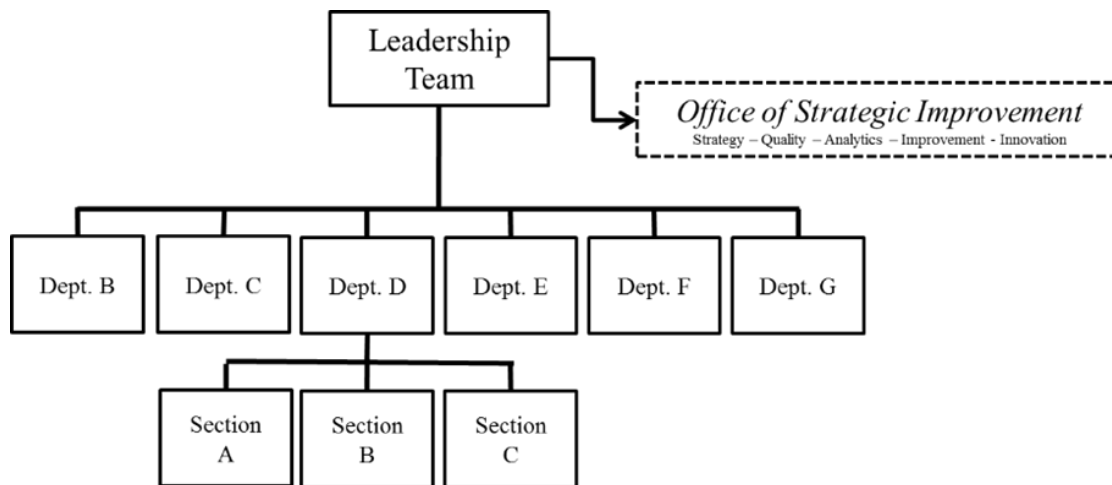 Leadership
Team
Office of Strategic Improvement
Strategy – Quality – Analytics – Improvement - Innovation
Dept. B
Dept. C
Dept. D
Dept. E
Dept. F
Dept. G
Section
A
Section
B
Section
C